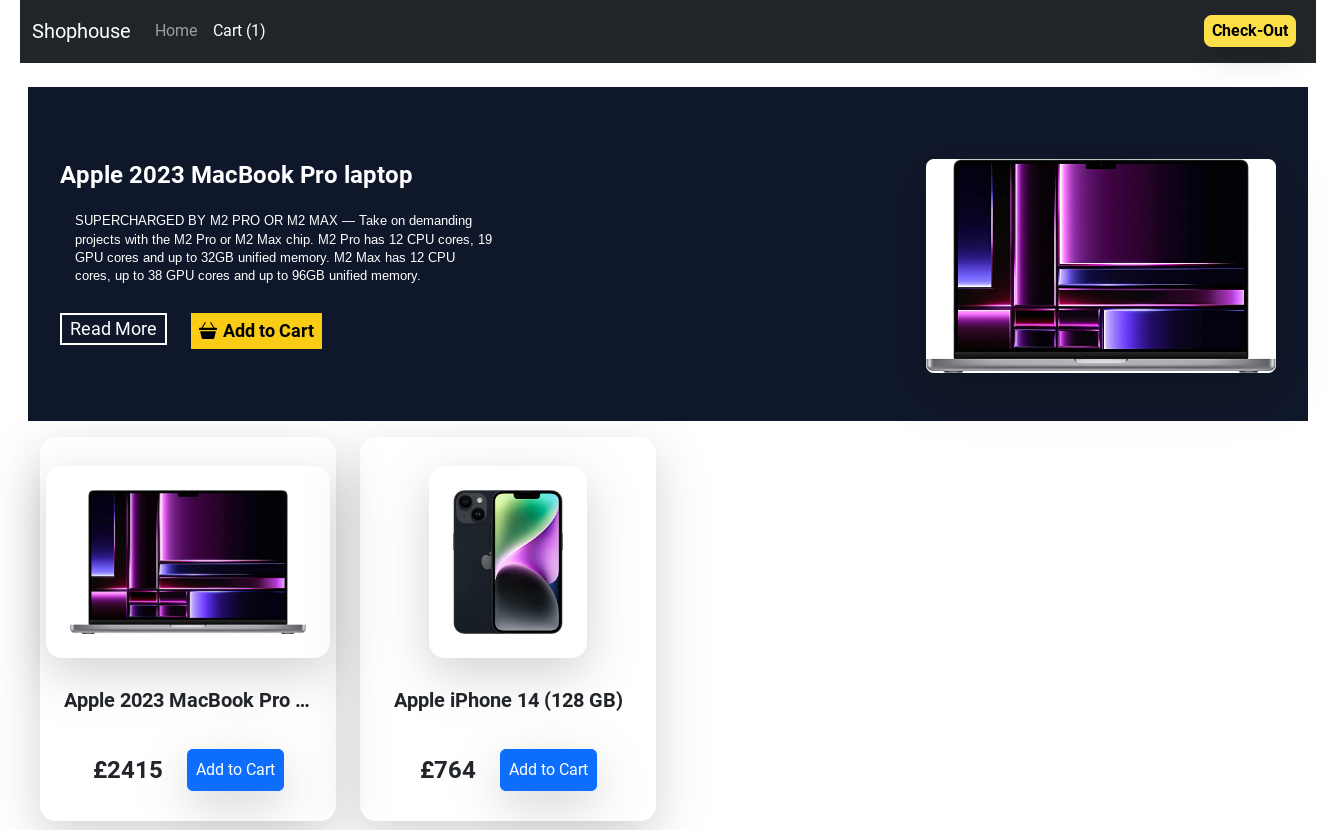 Shophouse Home Cart (1) Check-Out
Apple 2023 MacBook Pro laptop
SUPERCHARGED BY M2 PRO OR M2 MAX — Take on demanding
projects with the M2 Pro or M2 Max chip. M2 Pro has 12 CPU cores, 19
GPU cores and up to 32GB unified memory. M2 Max has 12 CPU
cores, up to 38 GPU cores and up to 96GB unified memory.
Read More Add to Cart
Apple 2023 MacBook Pro ...
£2415 Add to Cart
Apple iPhone 14 (128 GB)
£764 Add to Cart